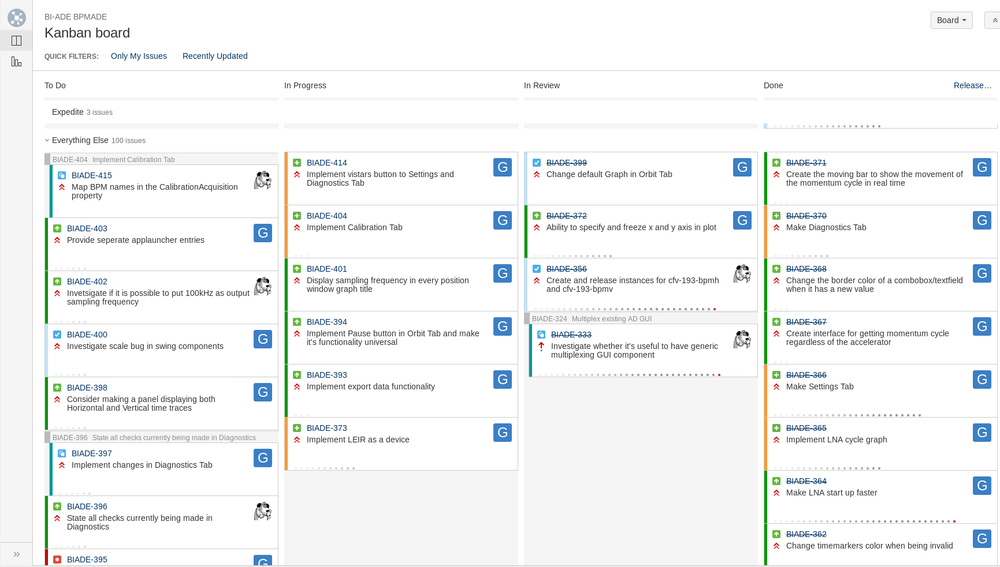 BI-ADE BPMADE
Kanban board
Board
QUICK FILTERS: Only My Issues Recently Updated
To Do In Progress In Review Done Release…
Expedite 3 issues
Everything Else 100 issues
BIADE-404 Implement Calibration Tab
BIADE-415
Map BPM names in the CalibrationAcquisition
property
BIADE-403
Provide seperate applauncher entries
G
BIADE-402
Invetsigate if it is possible to put 100kHz as output
sampling frequency
BIADE-400
Investigate scale bug in swing components
G
BIADE-398
Consider making a panel displaying both
Horizontal and Vertical time traces
G
BIADE-396 State all checks currently being made in Diagnostics
BIADE-397
Implement changes in Diagnostics Tab
G
BIADE-396
State all checks currently being made in
Diagnostics
BIADE-395
G
BIADE-414
Implement vistars button to Settings and
Diagnostics Tab
G
BIADE-404
Implement Calibration Tab
G
BIADE-401
Display sampling frequency in every position
window graph title
G
BIADE-394
Implement Pause button in Orbit Tab and make
it's functionality universal
G
BIADE-393
Implement export data functionality
G
BIADE-373
Implement LEIR as a device
G
BIADE-399
Change default Graph in Orbit Tab
G
BIADE-372
Ability to specify and freeze x and y axis in plot
G
BIADE-356
Create and release instances for cfv-193-bpmh
and cfv-193-bpmv
BIADE-324 Multiplex existing AD GUI
BIADE-333
Investigate whether it's useful to have generic
multiplexing GUI component
BIADE-371
Create the moving bar to show the movement of
the momentum cycle in real time
G
BIADE-370
Make Diagnostics Tab
G
BIADE-368
Change the border color of a combobox/textfield
when it has a new value
G
BIADE-367
Create interface for getting momentum cycle
regardless of the accelerator
G
BIADE-366
Make Settings Tab
G
BIADE-365
Implement LNA cycle graph
G
BIADE-364
Make LNA start up faster
G
BIADE-362
Change timemarkers color when being invalid
G